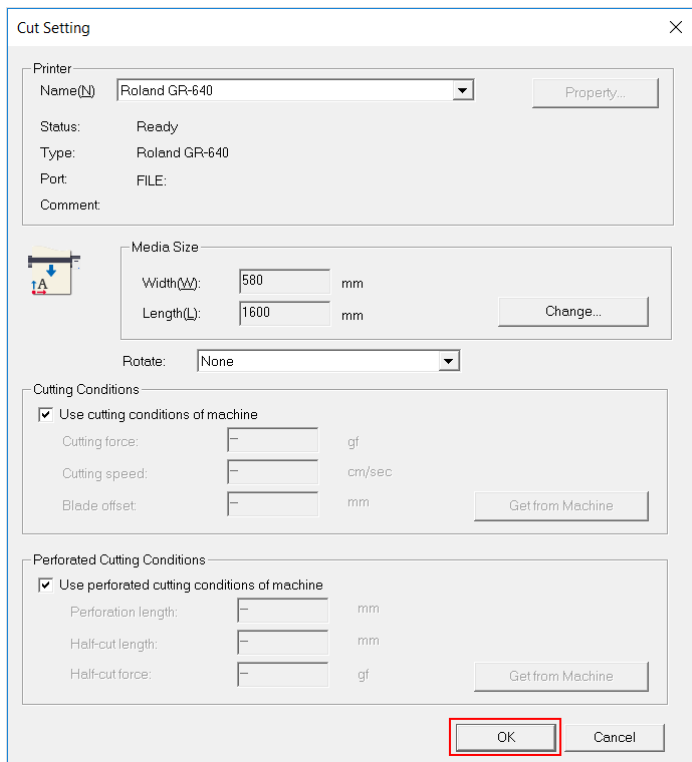 Cut Setting
Printer
Name(N) Roland GR-640 Property...
Status: Ready
Type: Roland GR-640
Port: FILE:
Comment:
Media Size
Width(W): 580 mm
Length(L): 1600 mm Change...
A
Rotate: None
Cutting Conditions
Use cutting conditions of machine
Cutting force: – gf
Cutting speed: – cm/sec
Blade offset: – mm Get from Machine
Perforated Cutting Conditions
Use perforated cutting conditions of machine
Perforation length: – mm
Half-cut length: – mm
Half-cut force: – gf Get from Machine
OK Cancel